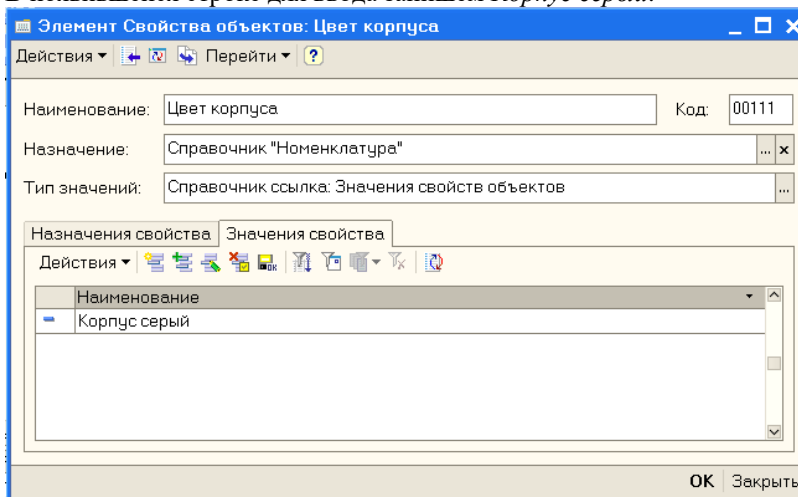 Элемент Свойства объектов: Цвет корпуса
Действия Перейти ?
Наименование: Цвет корпуса Код: 00111
Назначение: Справочник "Номенклатура" ... x
Тип значений: Справочник ссылка: Значения свойств объектов ...
Назначения свойства Значения свойства
Действия
Наименование
Корпус серый
OK Закрыть